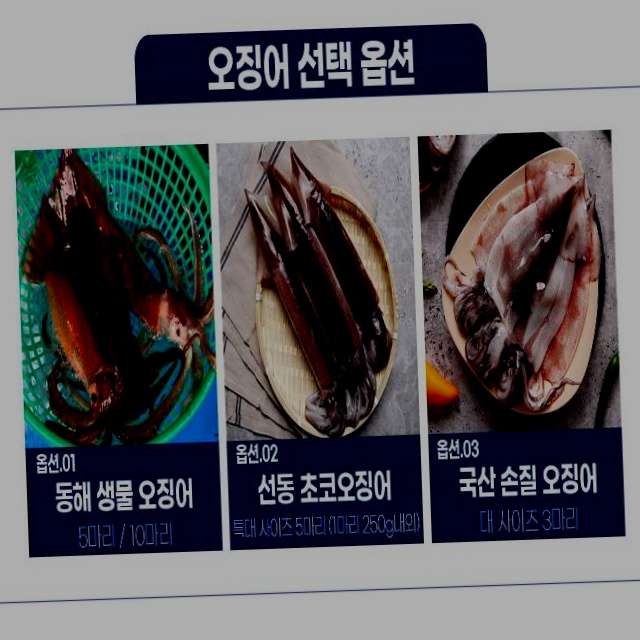 오징어 선택 옵션
옵션.01
동해 생물 오징어
5마리 / 10마리
옵션.02
선동 초코오징어
특대 사이즈 5마리 (1마리 250g내외)
옵션.03
국산 손질 오징어
대 사이즈 3마리